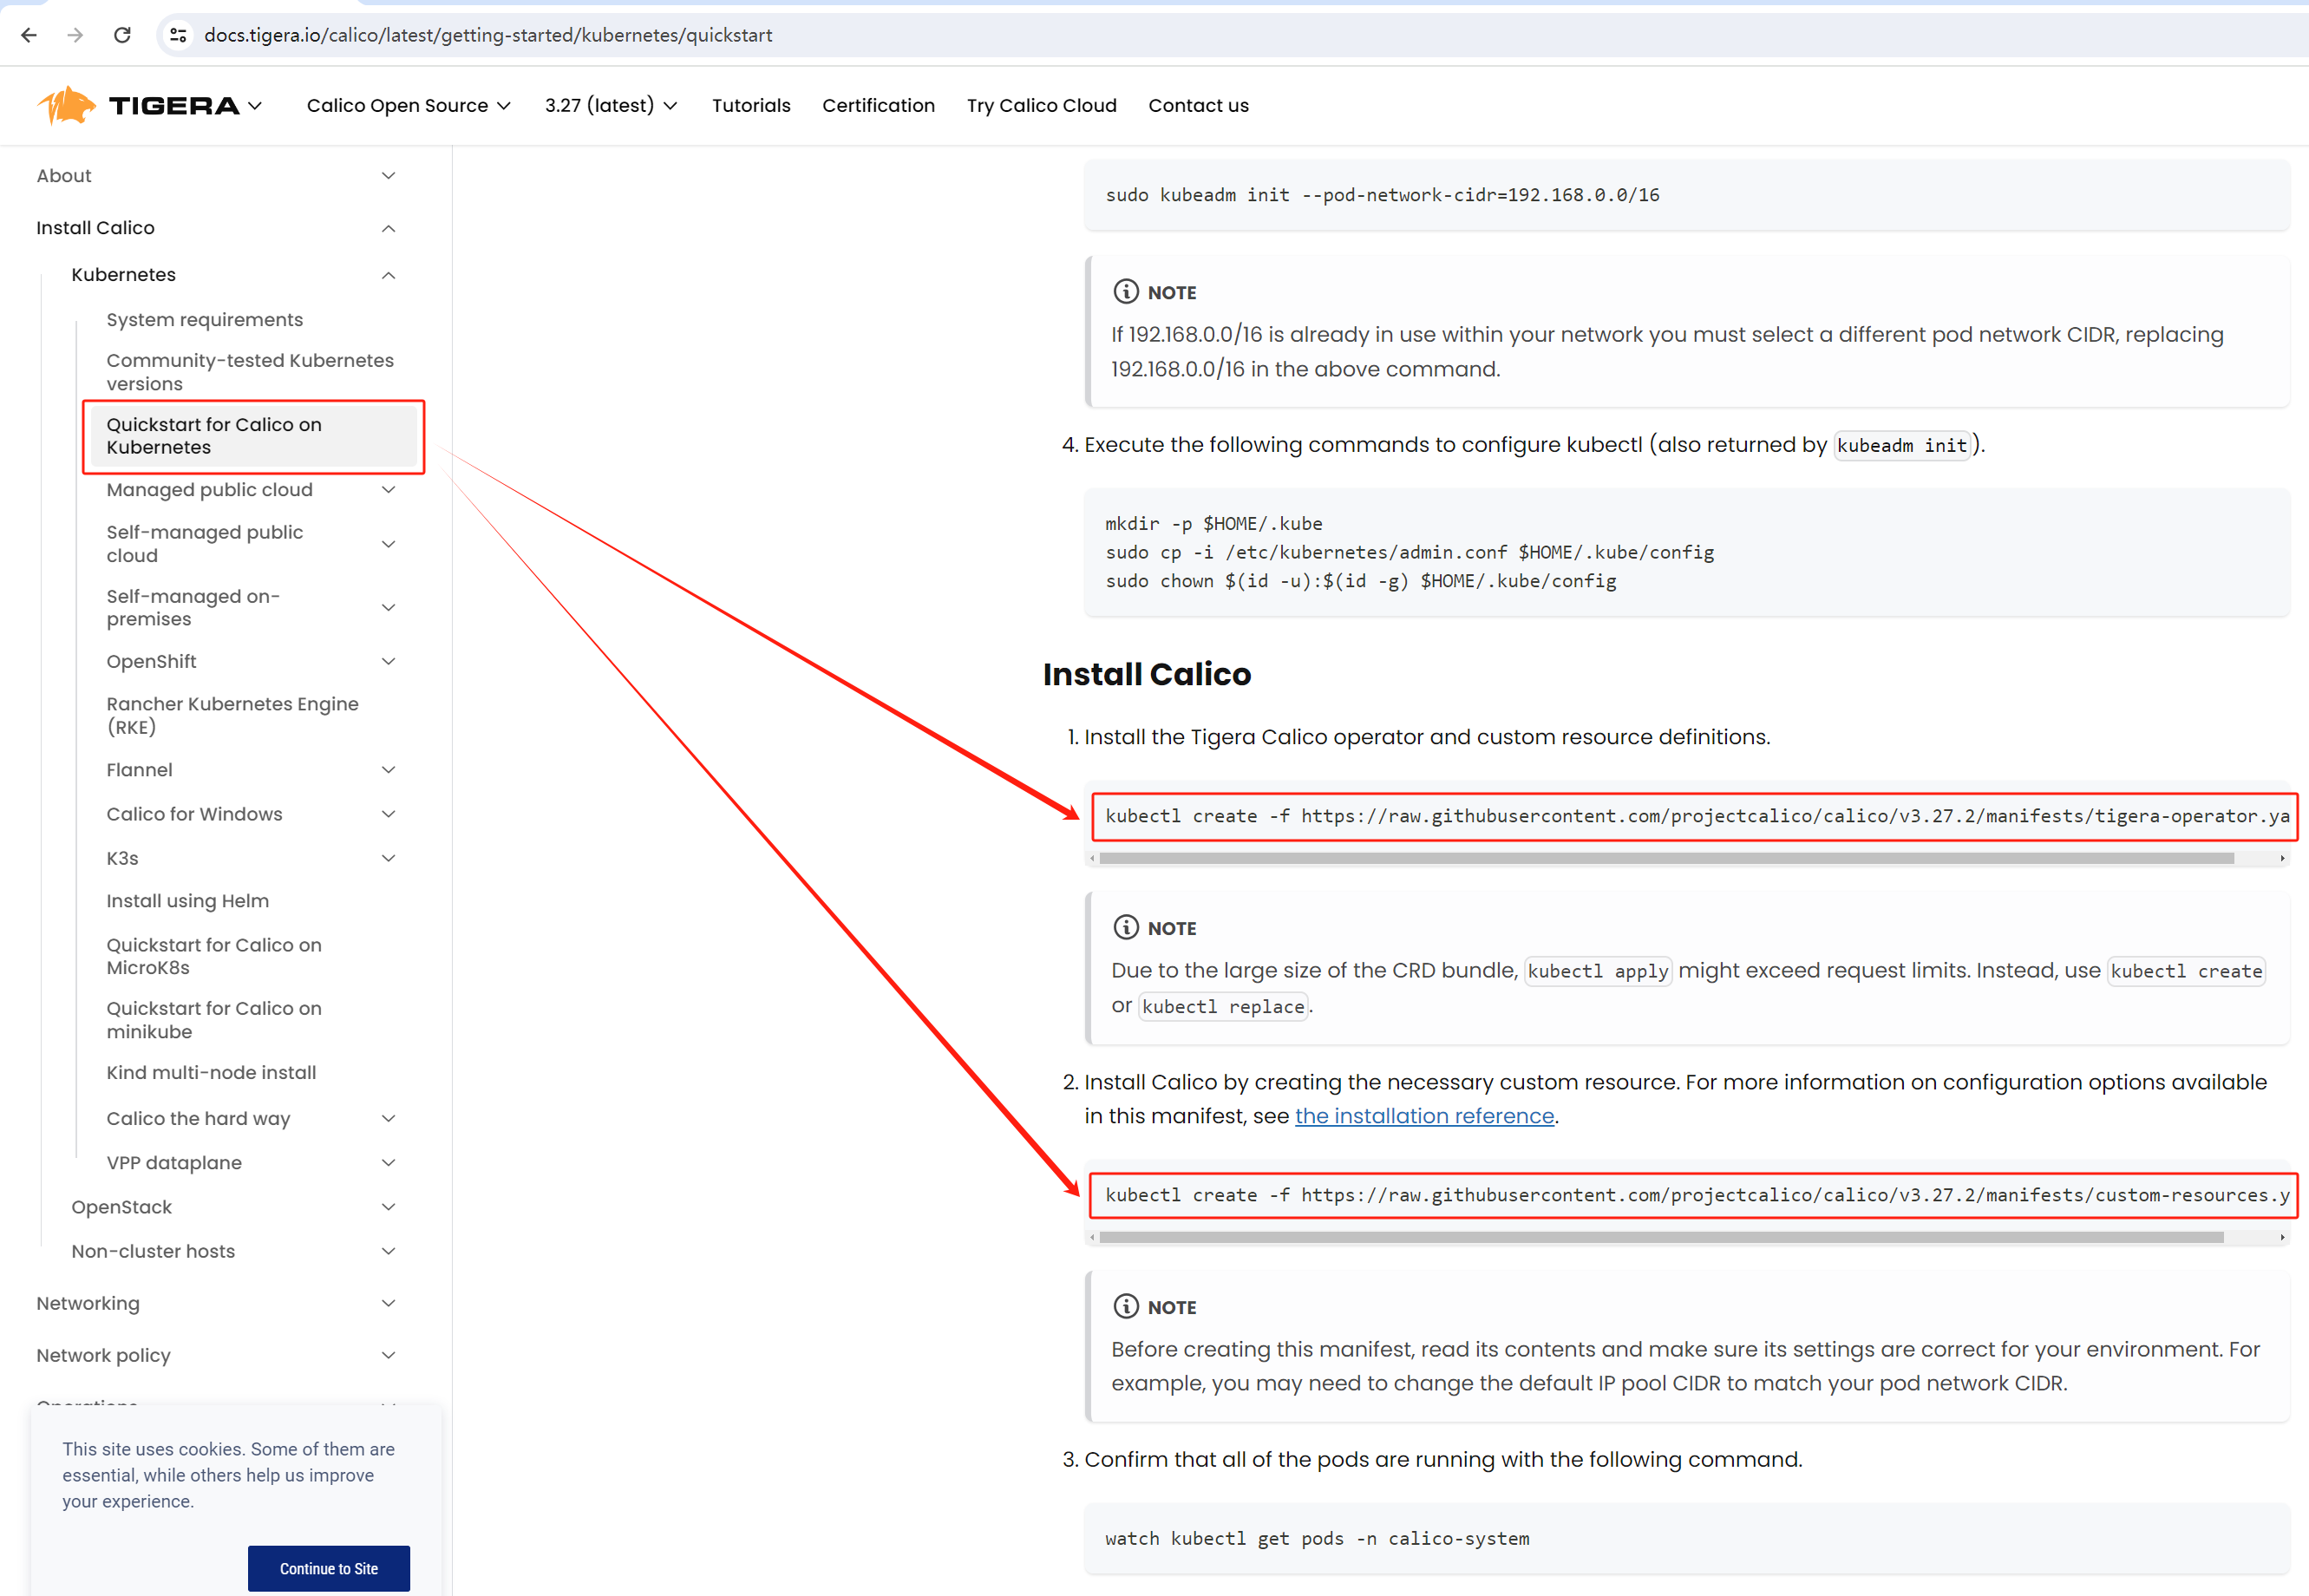 docs.tigera.io/calico/latest/getting-started/kubernetes/quickstart
TIGERA
Calico Open Source
3.27 (latest)
Tutorials
Certification
Try Calico Cloud
Contact us
About
Install Calico
Kubernetes
System requirements
Community-tested Kubernetes
versions
Quickstart for Calico on
Kubernetes
Managed public cloud
Self-managed public
cloud
Self-managed on-
premises
OpenShift
Rancher Kubernetes Engine
(RKE)
Flannel
Calico for Windows
K3s
Install using Helm
Quickstart for Calico on
MicroK8s
Quickstart for Calico on
minikube
Kind multi-node install
Calico the hard way
VPP dataplane
OpenStack
Non-cluster hosts
Networking
Network policy
Operations
This site uses cookies. Some of them are
essential, while others help us improve
your experience.
Continue to Site
sudo kubeadm init --pod-network-cidr=192.168.0.0/16
NOTE
If 192.168.0.0/16 is already in use within your network you must select a different pod network CIDR, replacing
192.168.0.0/16 in the above command.
4. Execute the following commands to configure kubectl (also returned by kubeadm init).
mkdir -p $HOME/.kube
sudo cp -i /etc/kubernetes/admin.conf $HOME/.kube/config
sudo chown $(id -u):$(id -g) $HOME/.kube/config
Install Calico
1. Install the Tigera Calico operator and custom resource definitions.
kubectl create -f https://raw.githubusercontent.com/projectcalico/calico/v3.27.2/manifests/tigera-operator.ya
NOTE
Due to the large size of the CRD bundle, kubectl apply might exceed request limits. Instead, use kubectl create
or kubectl replace.
2. Install Calico by creating the necessary custom resource. For more information on configuration options available
in this manifest, see the installation reference.
kubectl create -f https://raw.githubusercontent.com/projectcalico/calico/v3.27.2/manifests/custom-resources.y
NOTE
Before creating this manifest, read its contents and make sure its settings are correct for your environment. For
example, you may need to change the default IP pool CIDR to match your pod network CIDR.
3. Confirm that all of the pods are running with the following command.
watch kubectl get pods -n calico-system